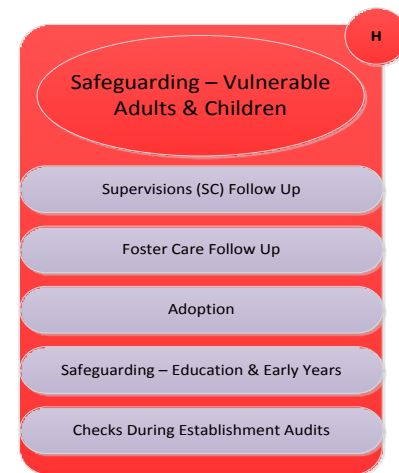 H
Safeguarding – Vulnerable
Adults & Children
Supervisions (SC) Follow Up
Foster Care Follow Up
Adoption
Safeguarding – Education & Early Years
Checks During Establishment Audits